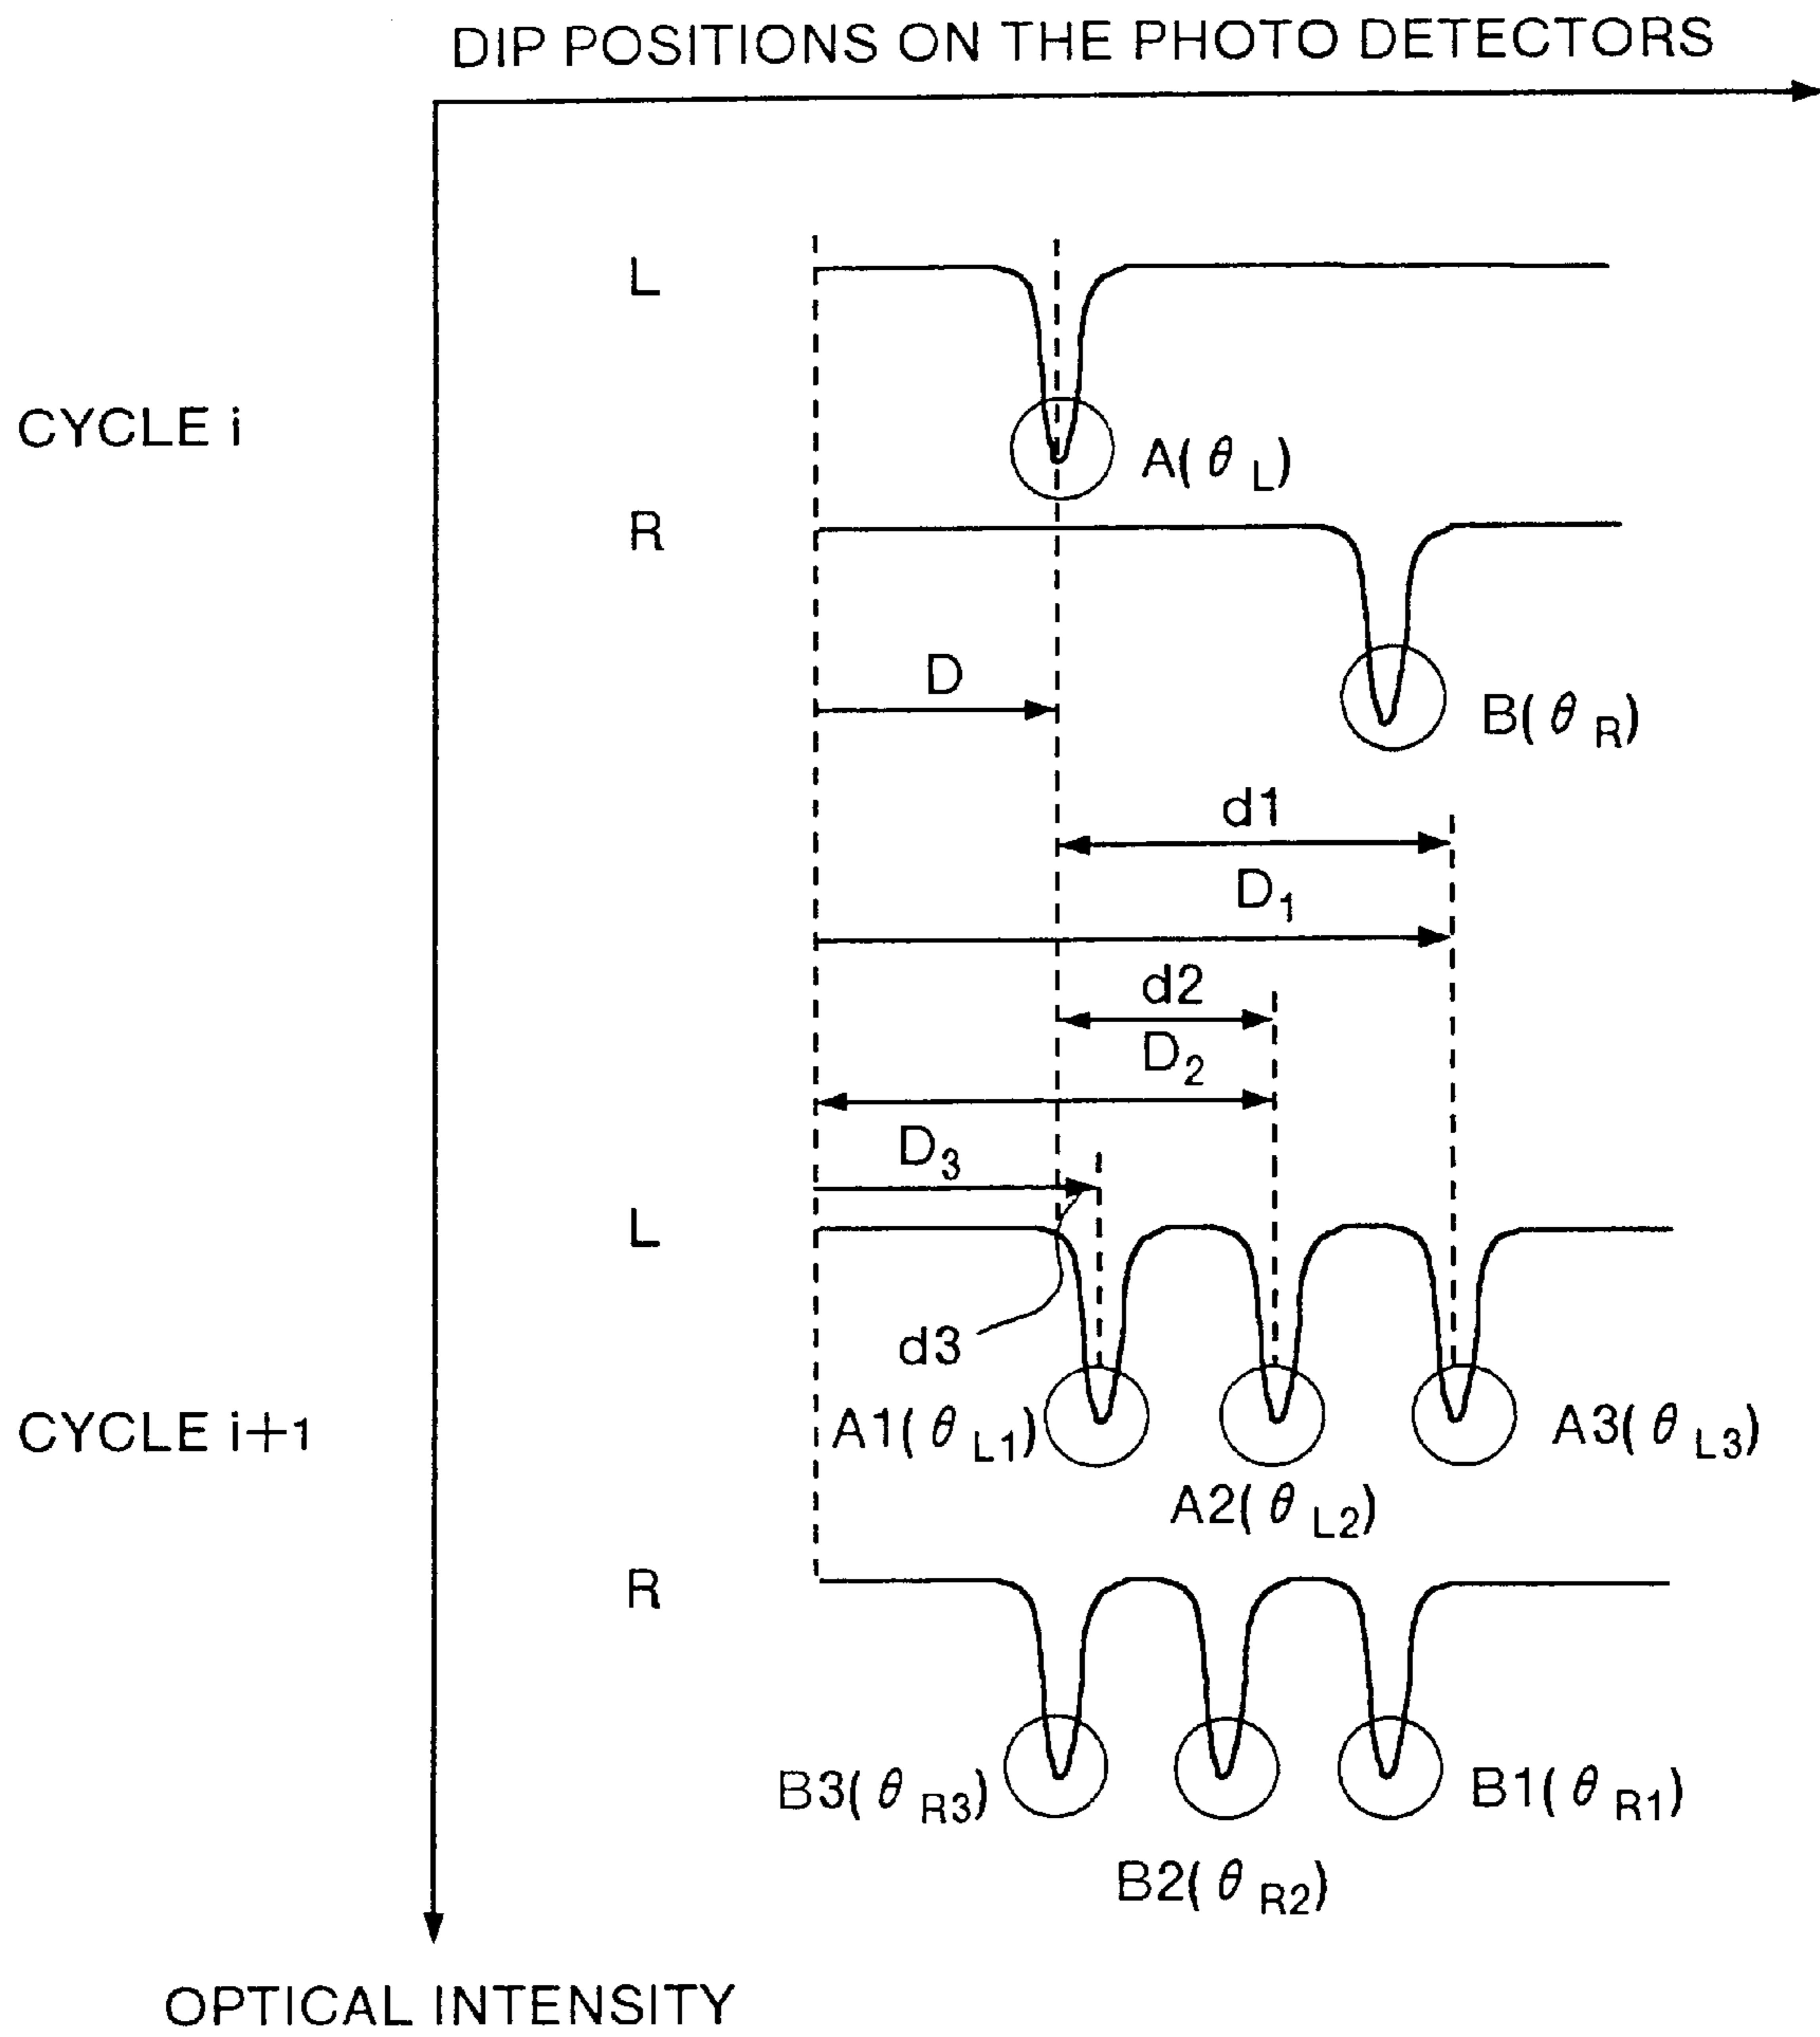 DIP POSITIONS ON THE PHOTO DETECTORS
L
CYCLE i
A(θL)
R
D
B(θR)
d1
D1
d2
D2
D3
L
d3
CYCLE i+1
A1(θL1)
A3(θL3)
A2(θL2)
R
B3(θR3)
B1(θR1)
B2(θR2)
OPTICAL INTENSITY